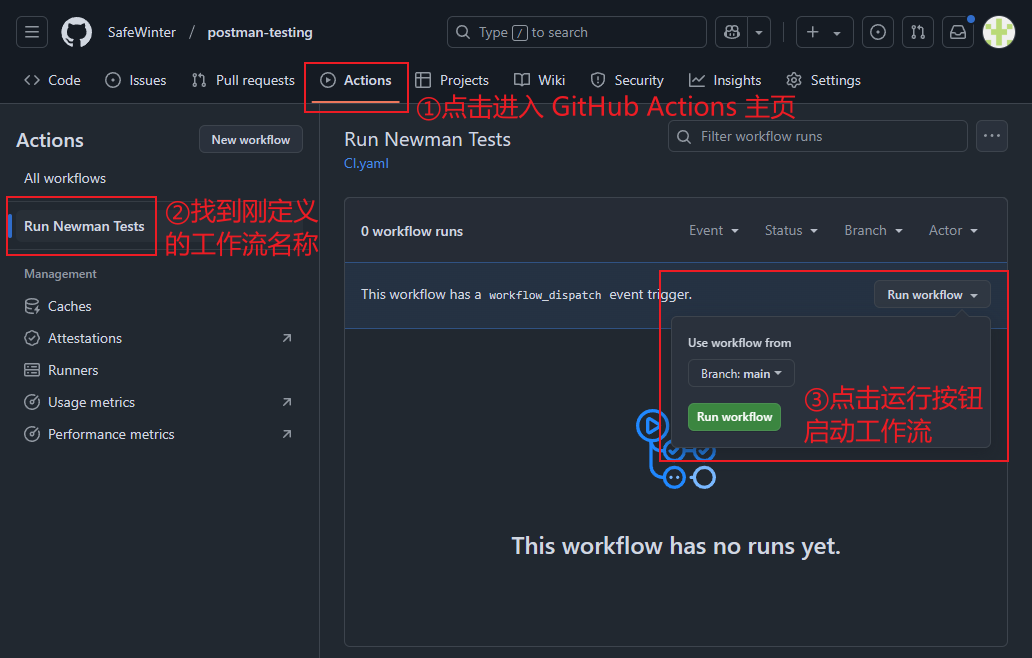 SafeWinter / postman-testing
Type / to search
Code
Issues
Pull requests
Actions
Projects
Wiki
Security
Insights
Settings
①点击进入 GitHub Actions 主页
Actions
New workflow
All workflows
Run Newman Tests
②找到刚定义
的工作流名称
Management
Caches
Attestations
Runners
Usage metrics
Performance metrics
Run Newman Tests
CI.yaml
Filter workflow runs
0 workflow runs
Event
Status
Branch
Actor
This workflow has a workflow_dispatch event trigger.
Run workflow
Use workflow from
Branch: main
Run workflow
③点击运行按钮
启动工作流
This workflow has no runs yet.